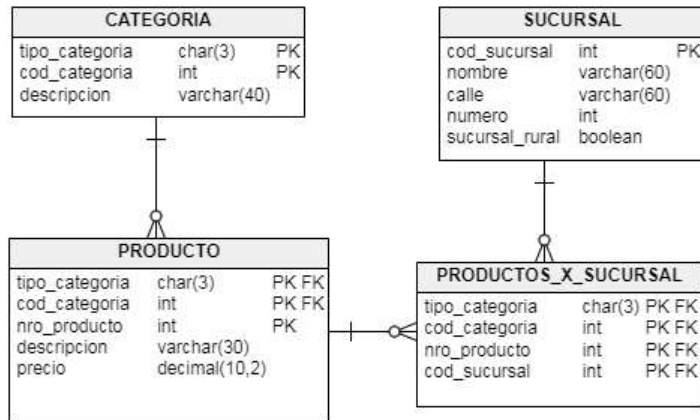 CATEGORIA
tipo_categoria char(3) PK
cod_categoria int PK
descripcion varchar(40)
SUCURSAL
cod_sucursal int PK
nombre varchar(60)
calle varchar(60)
numero int
sucursal_rural boolean
PRODUCTO
tipo_categoria char(3) PK FK
cod_categoria int PK FK
nro_producto int PK
descripcion varchar(30)
precio decimal(10,2)
PRODUCTOS_X_SUCURSAL
tipo_categoria char(3) PK FK
cod_categoria int PK FK
nro_producto int PK FK
cod_sucursal int PK FK